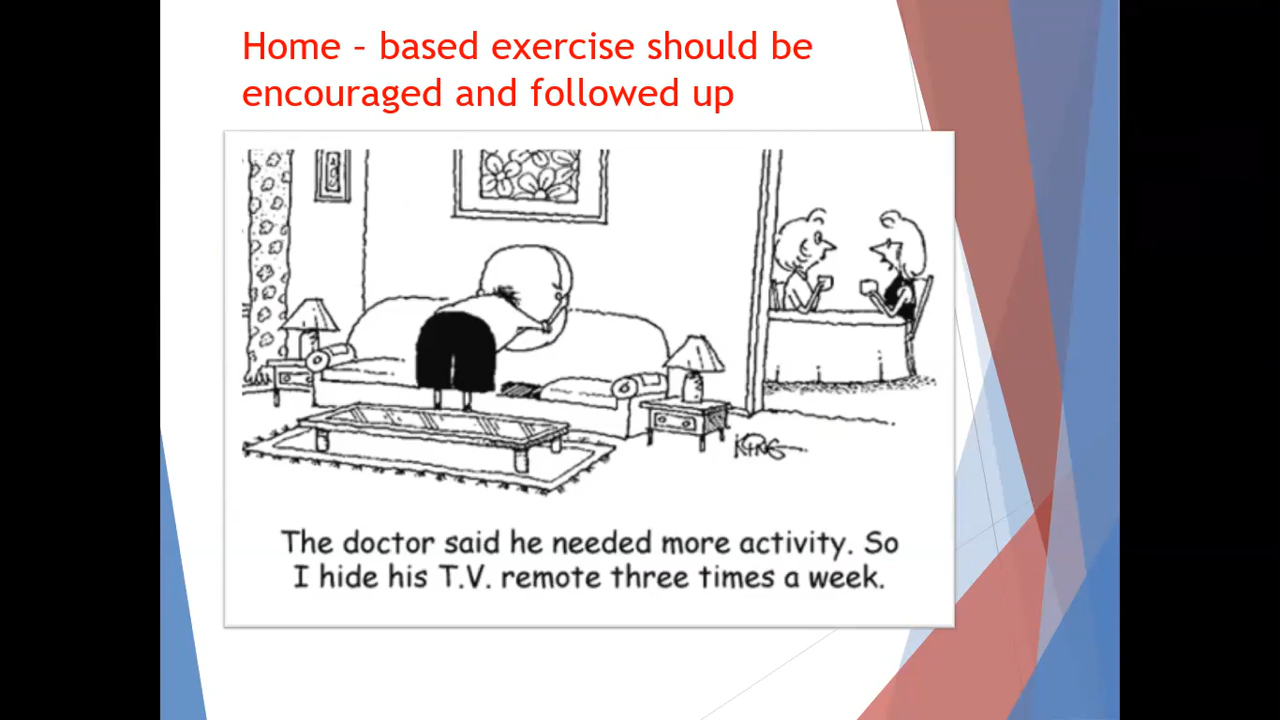 Home – based exercise should be
encouraged and followed up
KING
The doctor said he needed more activity. So
I hide his T.V. remote three times a week.